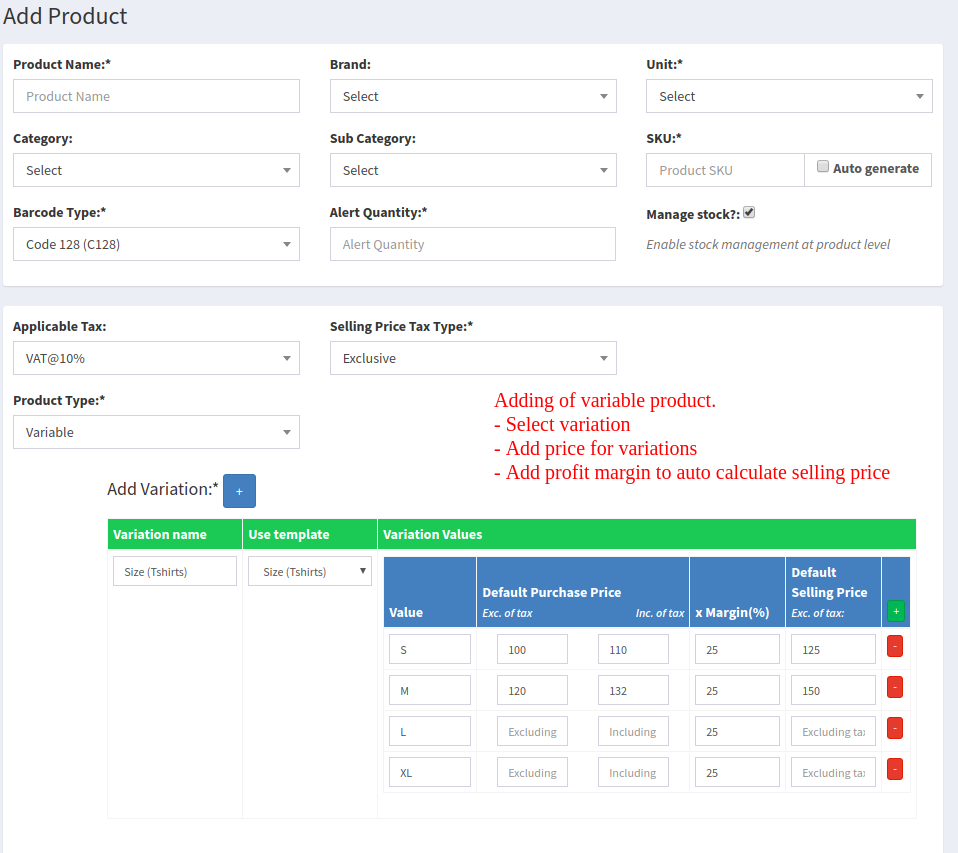 Add Product
Product Name:* Brand: Unit:*
Product Name Select Select
Category: Sub Category: SKU:*
Select Select Product SKU Auto generate
Barcode Type:* Alert Quantity:* Manage stock?:
Code 128 (C128) Alert Quantity Enable stock management at product level
Applicable Tax: Selling Price Tax Type:*
VAT@10% Exclusive
Product Type:*
Variable
Adding of variable product.
- Select variation
- Add price for variations
- Add profit margin to auto calculate selling price
Add Variation:* +
Variation name Use template Variation Values
Size (Tshirts) Size (Tshirts)
Value Default Purchase Price x Margin(%) Default Selling Price +
Exc. of tax Inc. of tax Exc. of tax:
S 100 110 25 125 -
M 120 132 25 150 -
L Excluding Including 25 Excluding tax -
XL Excluding Including 25 Excluding tax -